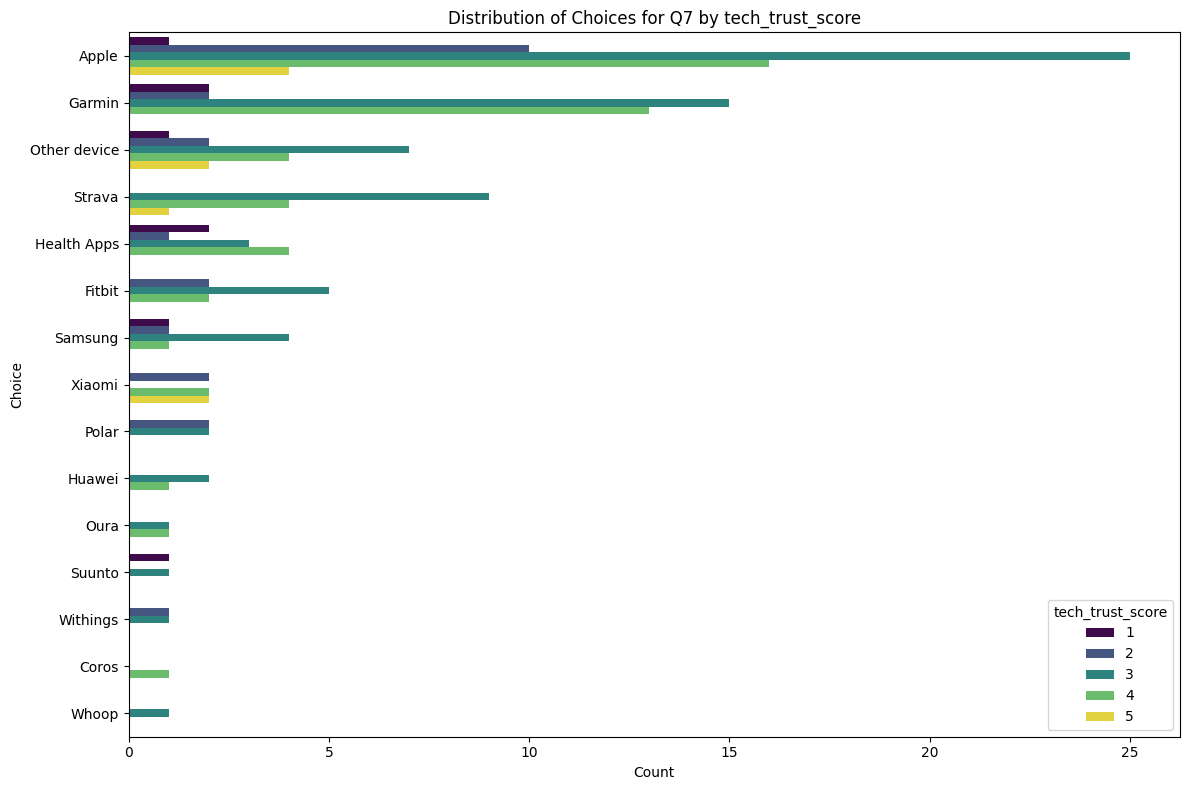 Distribution of Choices for Q7 by tech_trust_score
Choice
Apple
Garmin
Other device
Strava
Health Apps
Fitbit
Samsung
Xiaomi
Polar
Huawei
Oura
Suunto
Withings
Coros
Whoop
tech_trust_score
1
2
3
4
5
0 5 10 15 20 25
Count